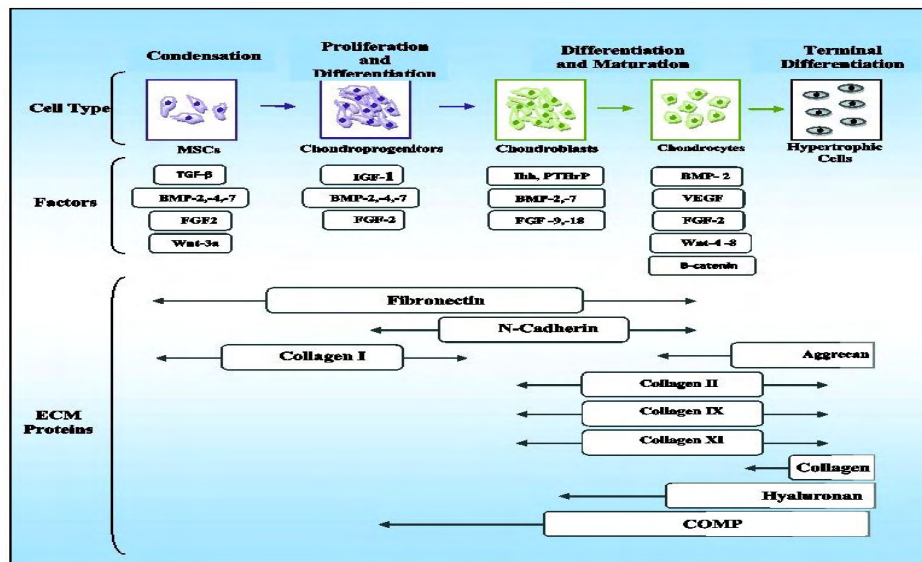 Condensation
Proliferation
and
Differentiation
Differentiation
and Maturation
Terminal
Differentiation
Cell Type
MSCs
Chondroprogenitors
Chondroblasts
Chondrocytes
Hypertrophic
Cells
Factors
TGF-β
BMP-2,-4,-7
FGF2
Wnt-3a
IGF-1
BMP-2,-4,-7
FGF-2
Ihh, PTHrP
BMP-2,-7
FGF -9,-18
BMP- 2
VEGF
FGF-2
Wnt-4 -8
B-catenin
ECM
Proteins
Fibronectin
N-Cadherin
Collagen I
Aggrecan
Collagen II
Collagen IX
Collagen XI
Collagen
Hyaluronan
COMP